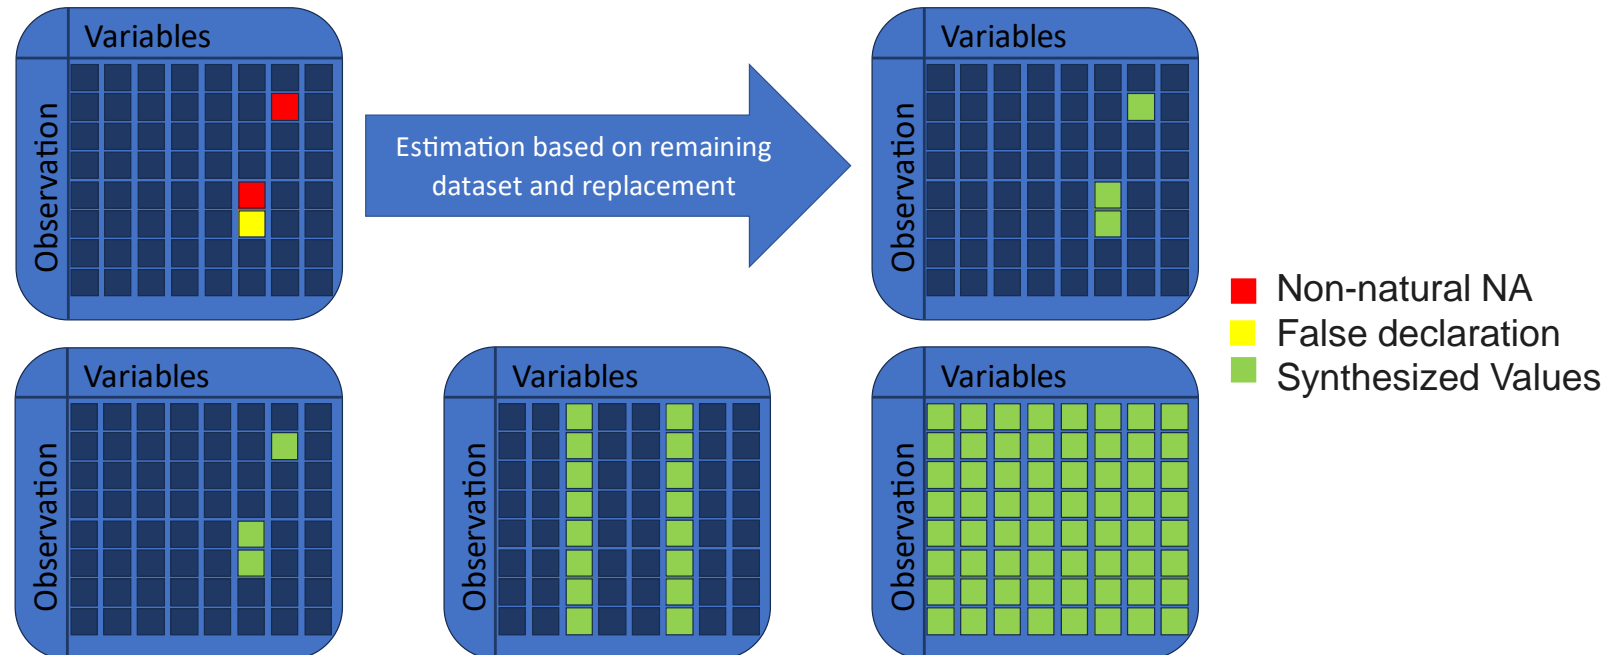 Variables
Observation
Estimation based on remaining
dataset and replacement
Variables
Observation
Non-natural NA
False declaration
Synthesized Values
Variables
Observation
Variables
Observation
Variables
Observation